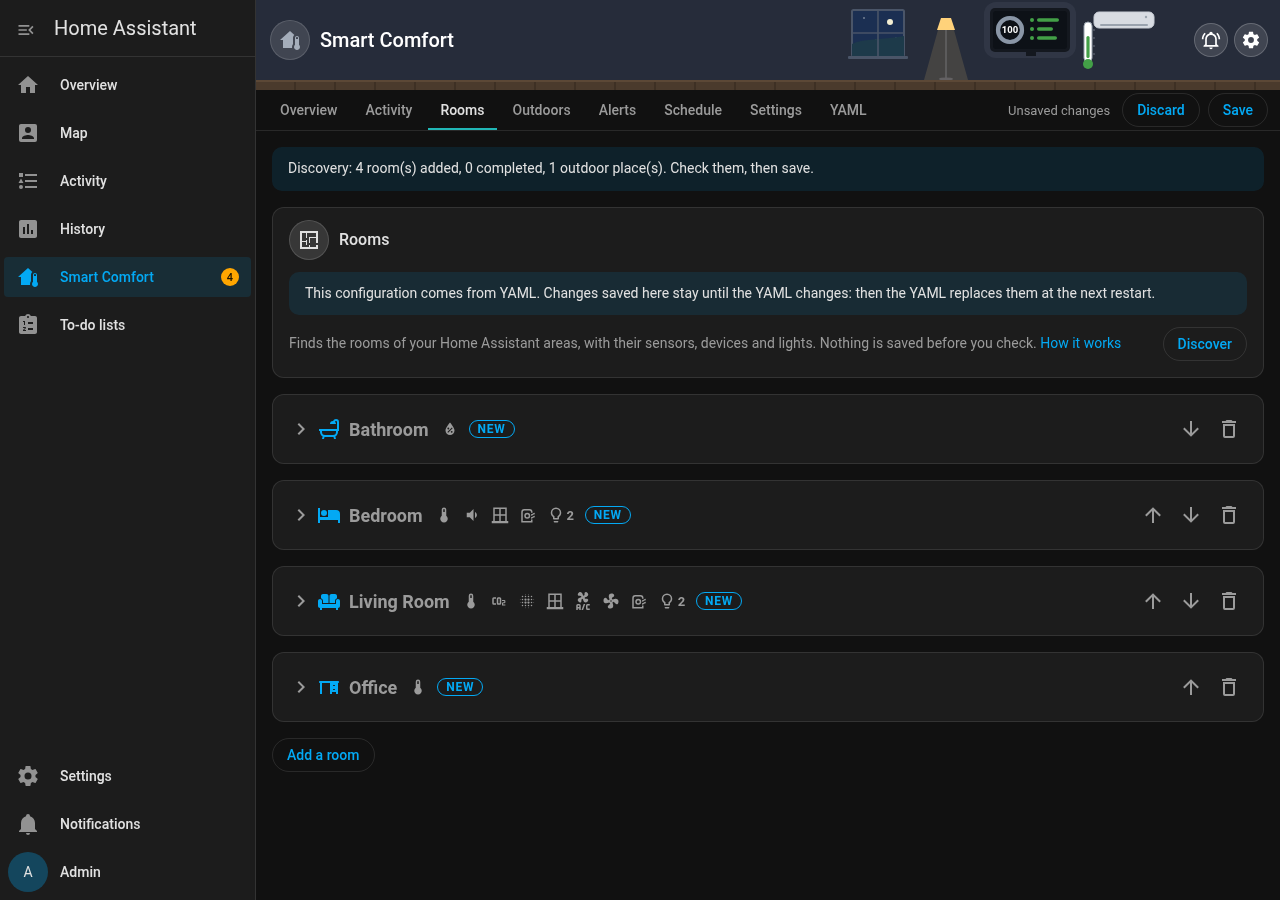 Home Assistant
Overview
Map
Activity
History
Smart Comfort
4
To-do lists
Settings
Notifications
A
Admin
Smart Comfort
100
Overview
Activity
Rooms
Outdoors
Alerts
Schedule
Settings
YAML
Unsaved changes
Discard
Save
Discovery: 4 room(s) added, 0 completed, 1 outdoor place(s). Check them, then save.
Rooms
This configuration comes from YAML. Changes saved here stay until the YAML changes: then the YAML replaces them at the next restart.
Finds the rooms of your Home Assistant areas, with their sensors, devices and lights. Nothing is saved before you check. How it works
Discover
Bathroom NEW
Bedroom 2 NEW
Living Room CO2 A/C 2 NEW
Office NEW
Add a room